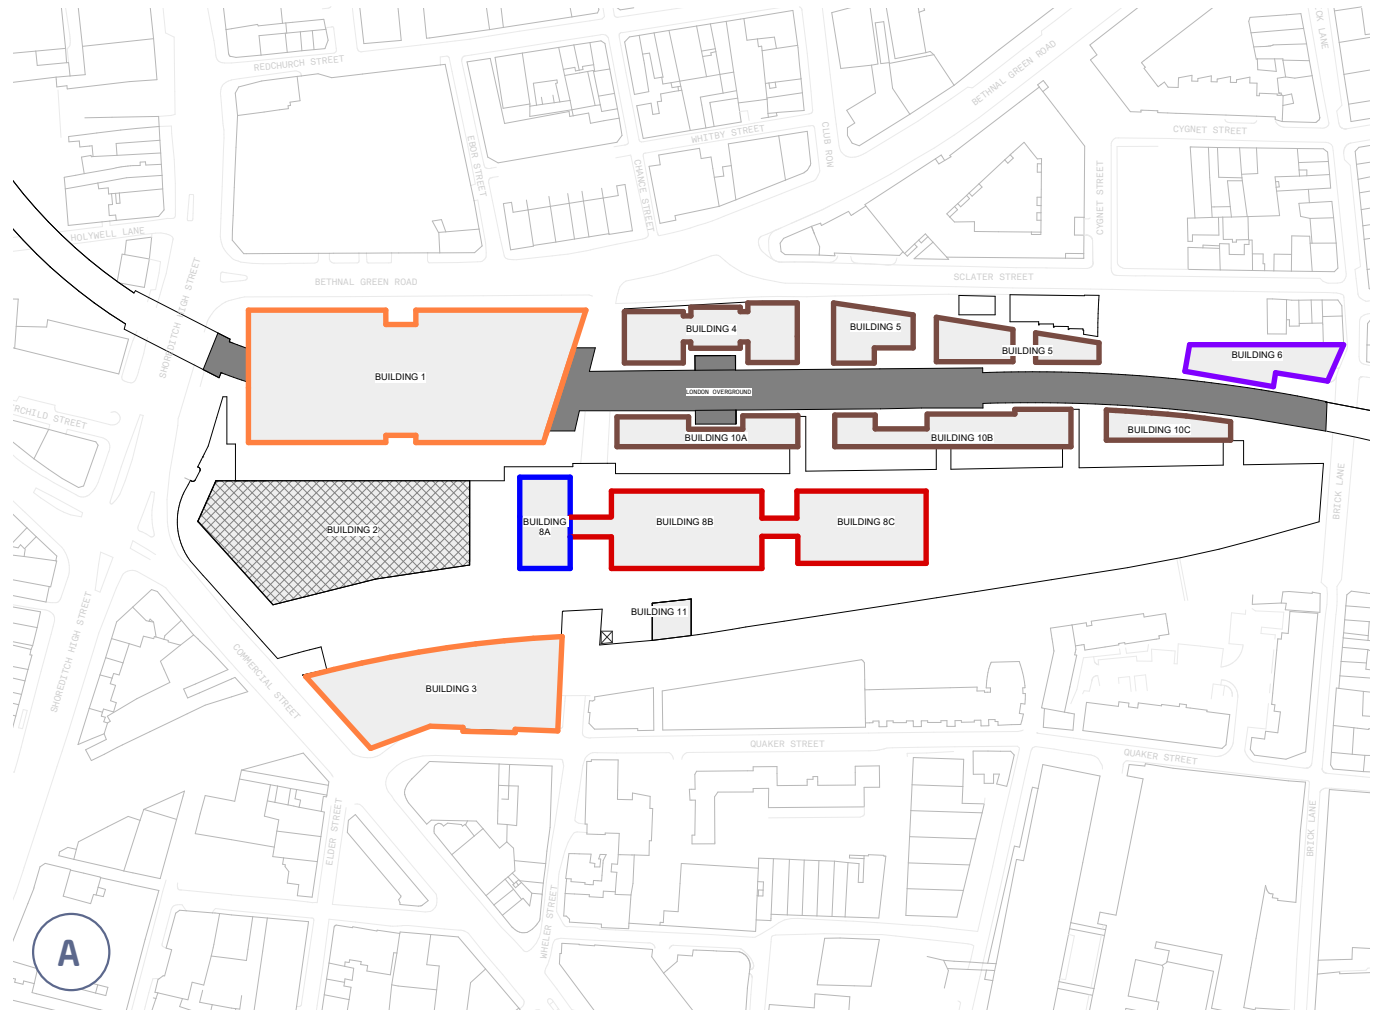 REDCHURCH STREET
EBOR STREET
WHITBY STREET
CLUB ROW
CHANCE STREET
BETHNAL GREEN ROAD
CYGNET STREET
CYGNET STREET
HOLYWELL LANE
SHOREDITCH HIGH STREET
BETHNAL GREEN ROAD
SCLATER STREET
BUILDING 4
BUILDING 5
BUILDING 5
BUILDING 6
BUILDING 1
LONDON OVERGROUND
RCHILD STREET
BUILDING 10A
BUILDING 10B
BUILDING 10C
BRICK LANE
BUILDING 2
BUILDING
8A
BUILDING 8B
BUILDING 8C
BUILDING 11
SHOREDITCH HIGH STREET
COMMERCIAL STREET
BUILDING 3
QUAKER STREET
QUAKER STREET
ELDER STREET
BRICK LANE
WHELER STREET
A